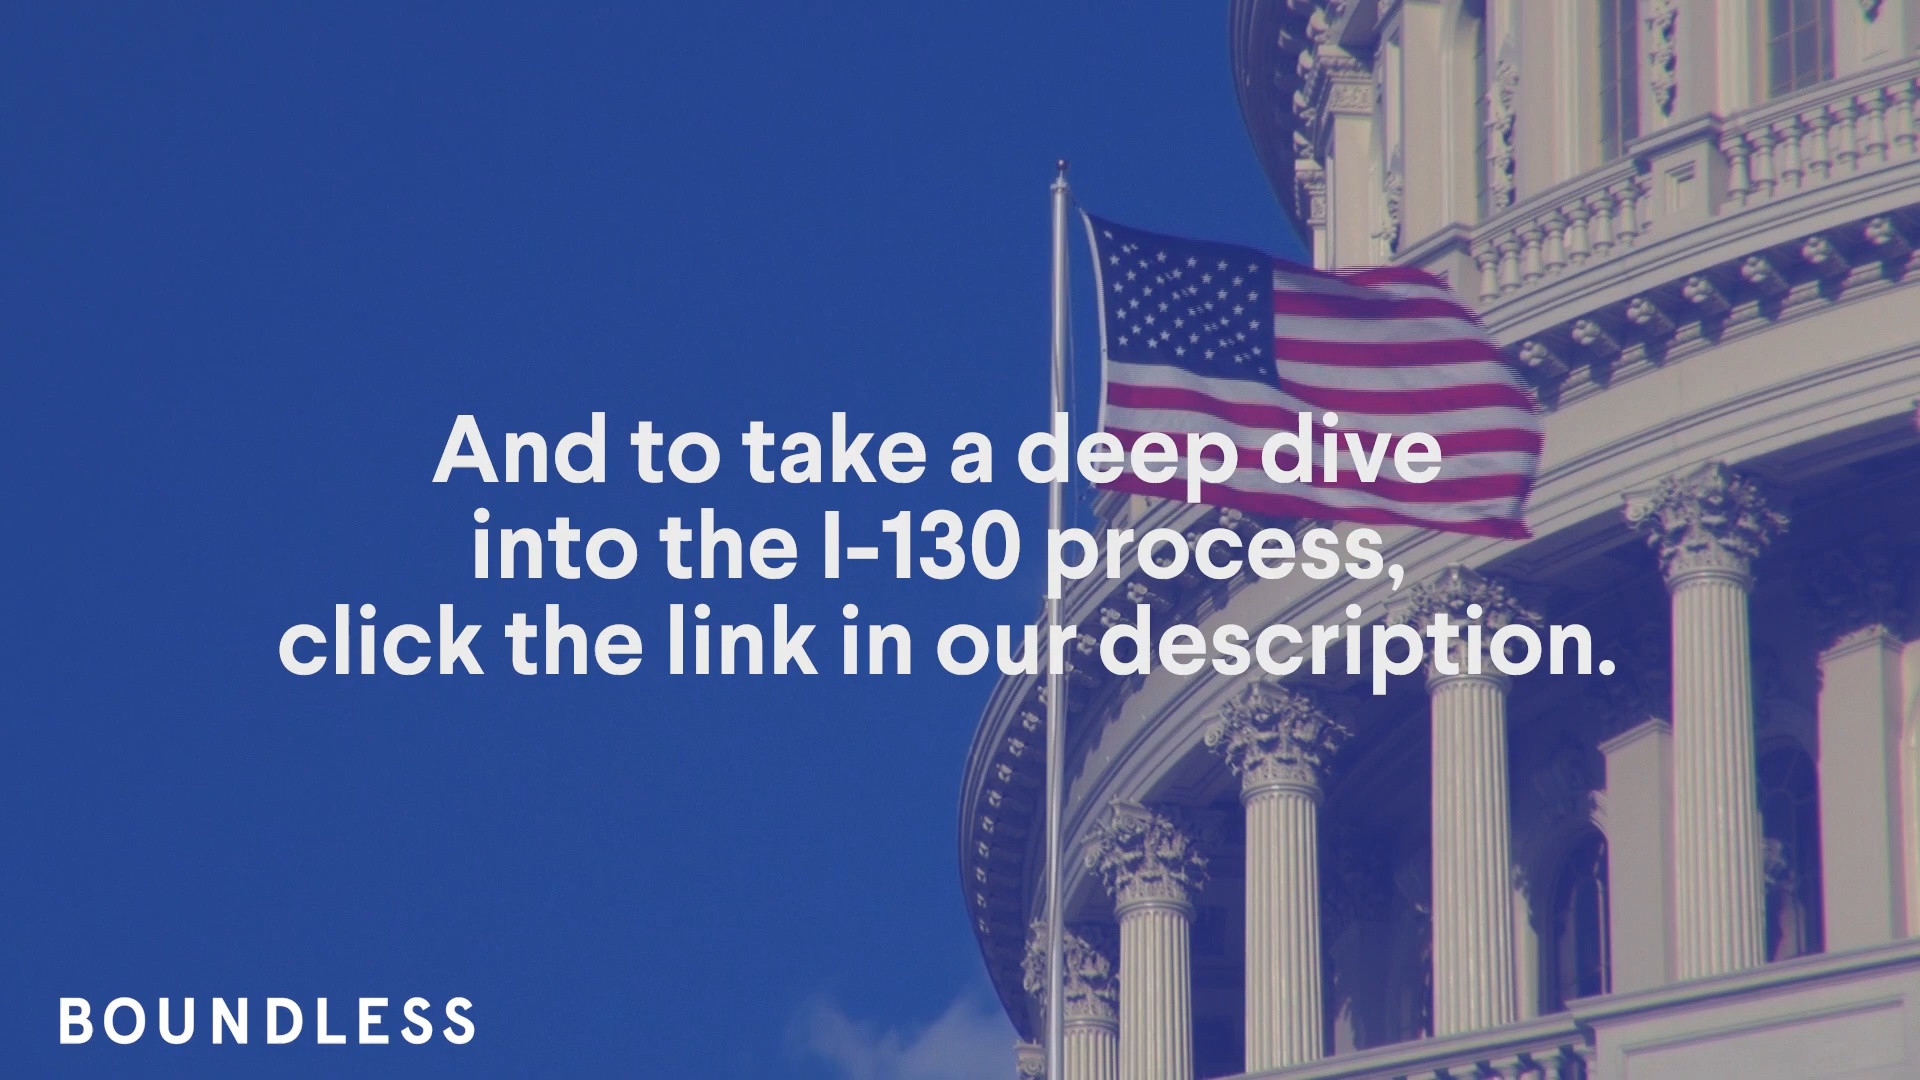 And to take a deep dive
into the I-130 process,
click the link in our description.
BOUNDLESS